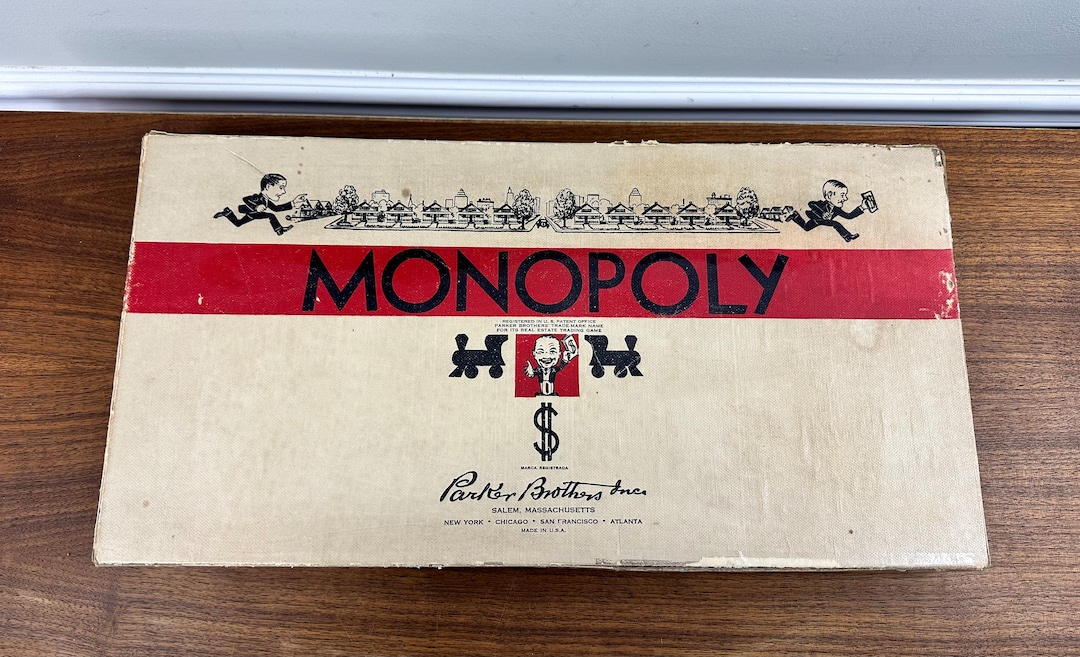 MONOPOLY
REGISTERED IN U. S. PATENT OFFICE
PARKER BROTHERS' TRADE-MARK NAME
FOR ITS REAL ESTATE TRADING GAME
$
$
MARCA REGISTRADA
Parker Brothers Inc.
SALEM, MASSACHUSETTS
NEW YORK • CHICAGO • SAN FRANCISCO • ATLANTA
MADE IN U.S.A.